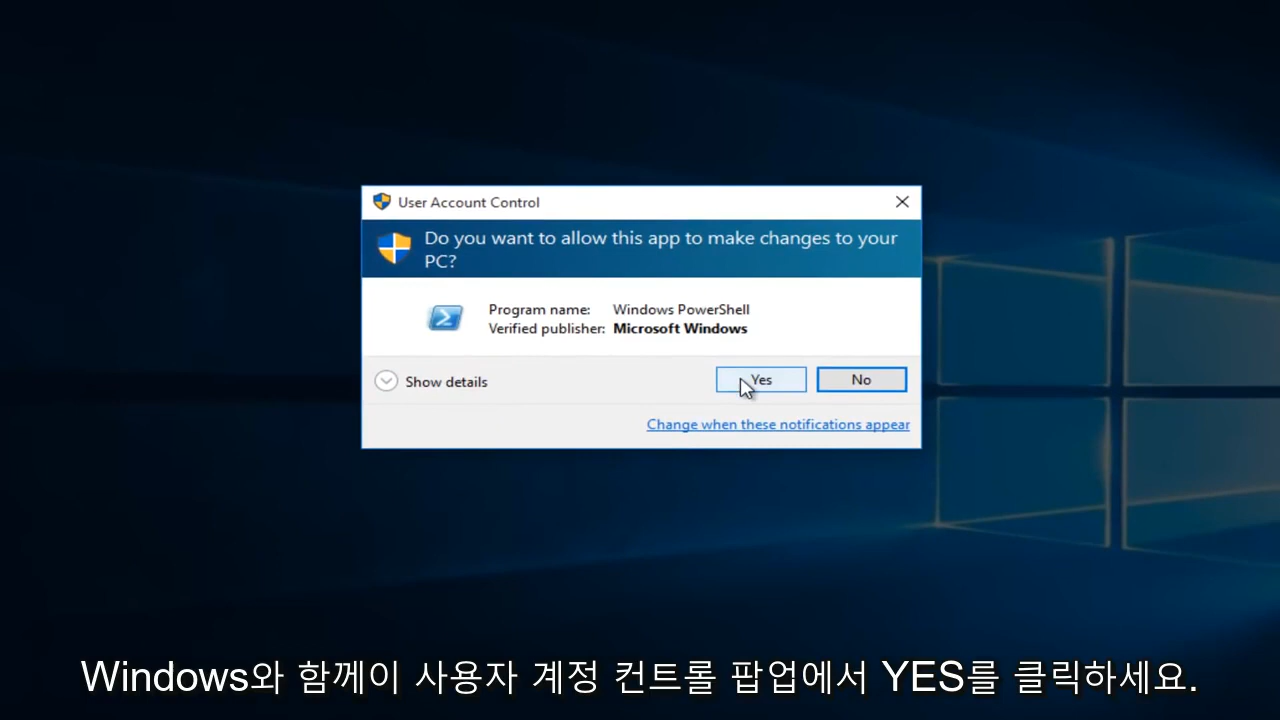 User Account Control
Do you want to allow this app to make changes to your
PC?
Program name: Windows PowerShell
Verified publisher: Microsoft Windows
Show details
Yes
No
Change when these notifications appear
Windows와 함께이 사용자 계정 컨트롤 팝업에서 YES를 클릭하세요.